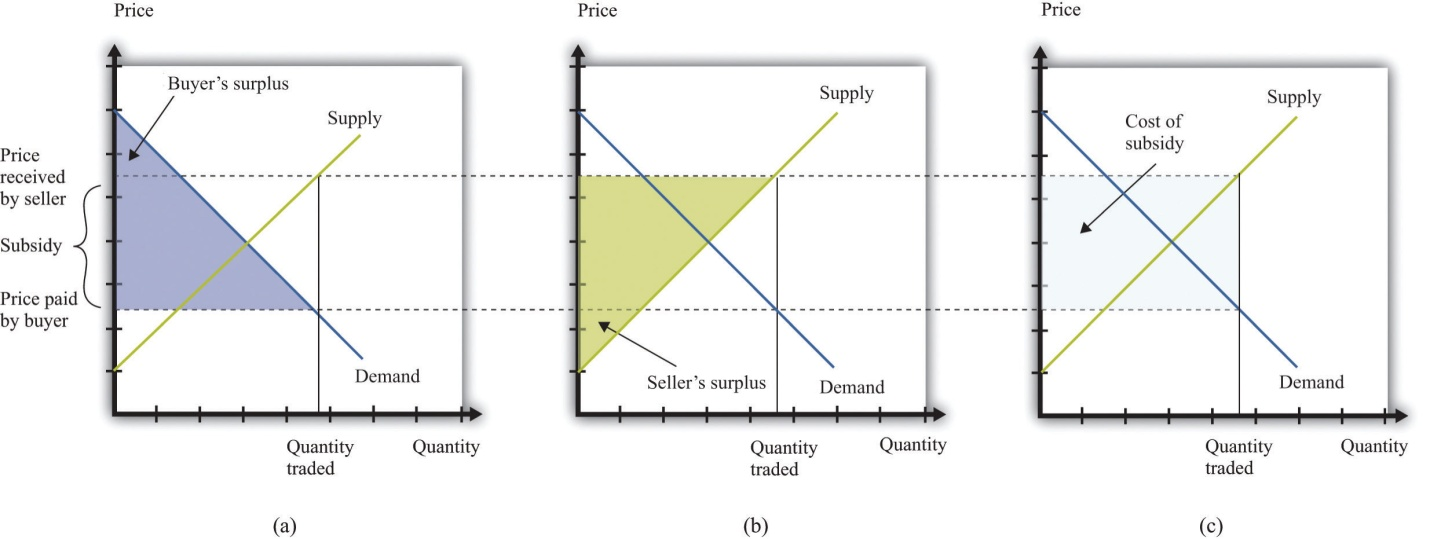 Price
Buyer’s surplus
Supply
Price
received
by seller
Subsidy
Price paid
by buyer
Demand
Quantity
traded
Quantity
(a)
Price
Supply
Seller’s surplus
Demand
Quantity
traded
Quantity
(b)
Price
Supply
Cost of
subsidy
Demand
Quantity
traded
Quantity
(c)